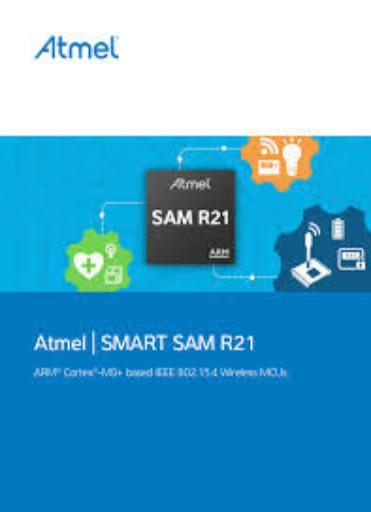 Atmel
Atmel
SAM R21
ARM
Atmel | SMART SAM R21
ARM® Cortex®-M0+ based IEEE 802.15.4 Wireless MCUs